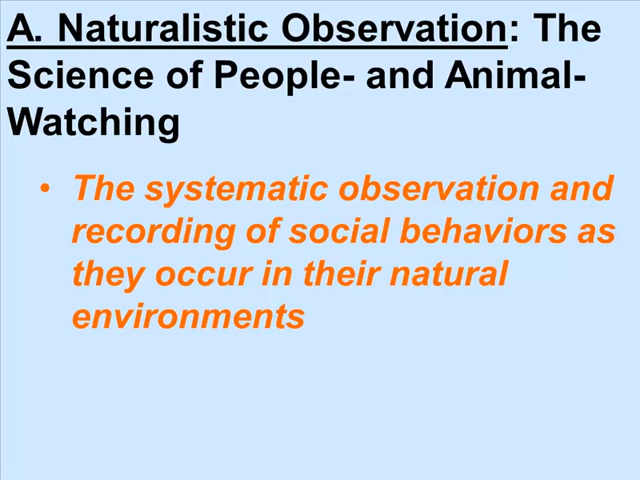 A. Naturalistic Observation: The
Science of People- and Animal-
Watching
• The systematic observation and
recording of social behaviors as
they occur in their natural
environments